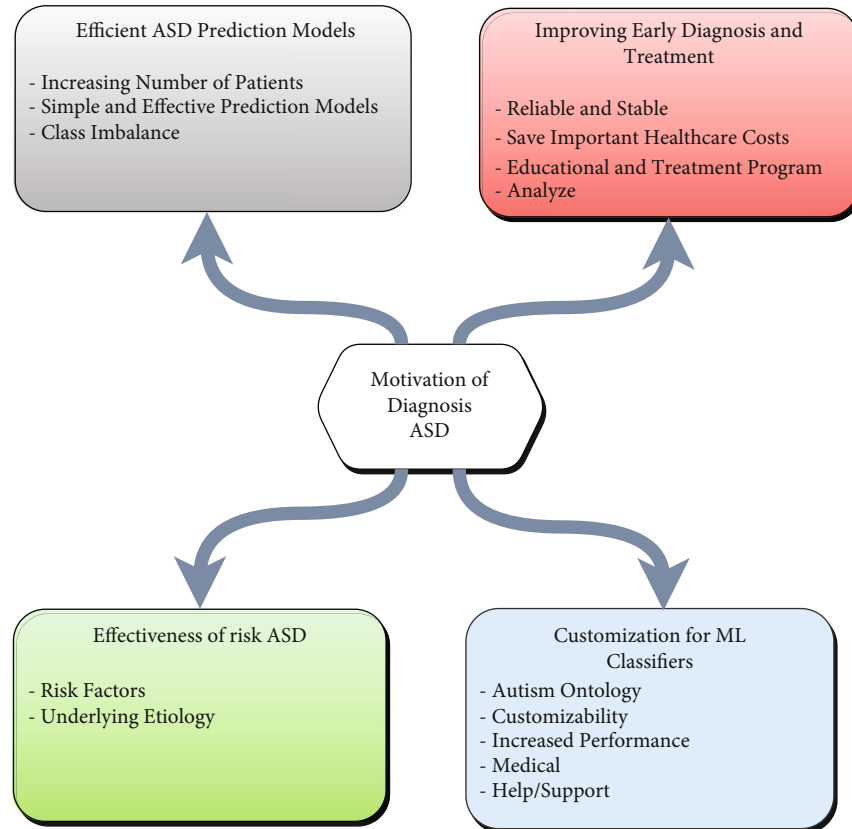 Efficient ASD Prediction Models
- Increasing Number of Patients
- Simple and Effective Prediction Models
- Class Imbalance
Improving Early Diagnosis and
Treatment
- Reliable and Stable
- Save Important Healthcare Costs
- Educational and Treatment Program
- Analyze
Motivation of
Diagnosis
ASD
Effectiveness of risk ASD
- Risk Factors
- Underlying Etiology
Customization for ML
Classifiers
- Autism Ontology
- Customizability
- Increased Performance
- Medical
- Help/Support